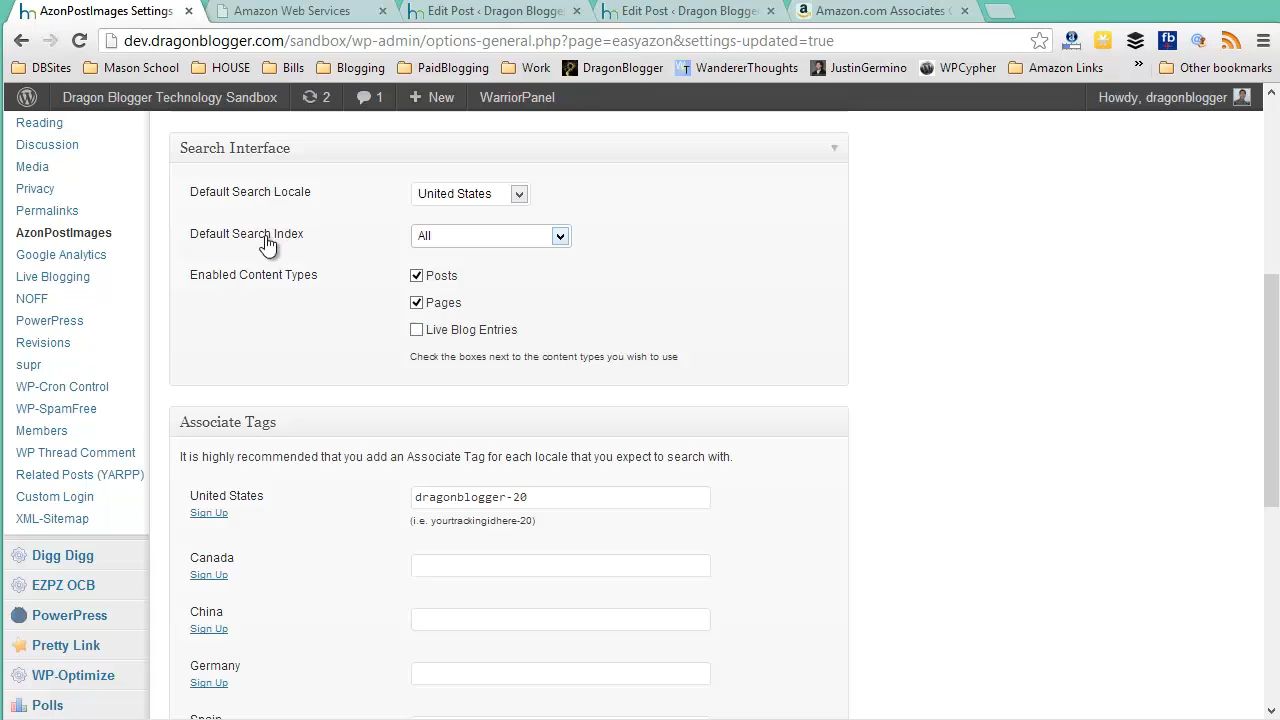 AzonPostImages Settings
Amazon Web Services
Edit Post ‹ Dragon Blogge
Edit Post ‹ Dragon Blogge
Amazon.com Associates C
dev.dragonblogger.com/sandbox/wp-admin/options-general.php?page=easyazon&settings-updated=true
DBSites
Mason School
HOUSE
Bills
Blogging
PaidBlogging
Work
DragonBlogger
WandererThoughts
JustinGermino
WPCypher
Amazon Links
»
Other bookmarks
Dragon Blogger Technology Sandbox
2
1
+ New
WarriorPanel
Howdy, dragonblogger
Reading
Discussion
Media
Privacy
Permalinks
AzonPostImages
Google Analytics
Live Blogging
NOFF
PowerPress
Revisions
supr
WP-Cron Control
WP-SpamFree
Members
WP Thread Comment
Related Posts (YARPP)
Custom Login
XML-Sitemap
Digg Digg
EZPZ OCB
PowerPress
Pretty Link
WP-Optimize
Polls
Search Interface
Default Search Locale
United States
Default Search Index
All
Enabled Content Types
Posts
Pages
Live Blog Entries
Check the boxes next to the content types you wish to use
Associate Tags
It is highly recommended that you add an Associate Tag for each locale that you expect to search with.
United States
Sign Up
dragonblogger-20
(i.e. yourtrackingidhere-20)
Canada
Sign Up
China
Sign Up
Germany
Sign Up
Spain